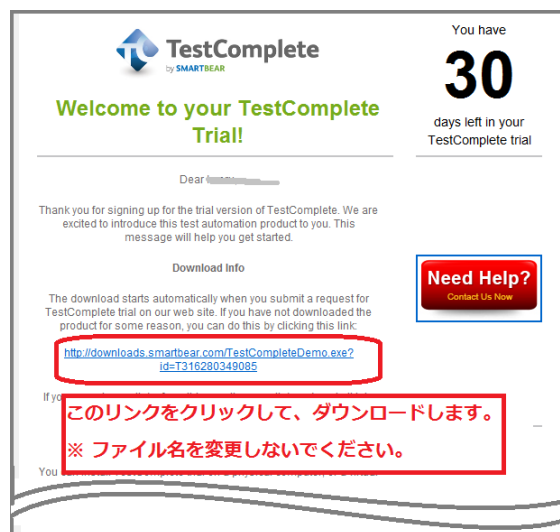 TestComplete
by SMARTBEAR
Welcome to your TestComplete
Trial!
Dear
Thank you for signing up for the trial version of TestComplete. We are
excited to introduce this test automation product to you. This
message will help you get started.
Download Info
The download starts automatically when you submit a request for
TestComplete trial on our web site. If you have not downloaded the
product for some reason, you can do this by clicking this link:
http://downloads.smartbear.com/TestCompleteDemo.exe?
id=T316280349085
If
このリンクをクリックして、ダウンロードします。
※ ファイル名を変更しないでください。
You
You have
30
days left in your
TestComplete trial
Need Help?
Contact Us Now